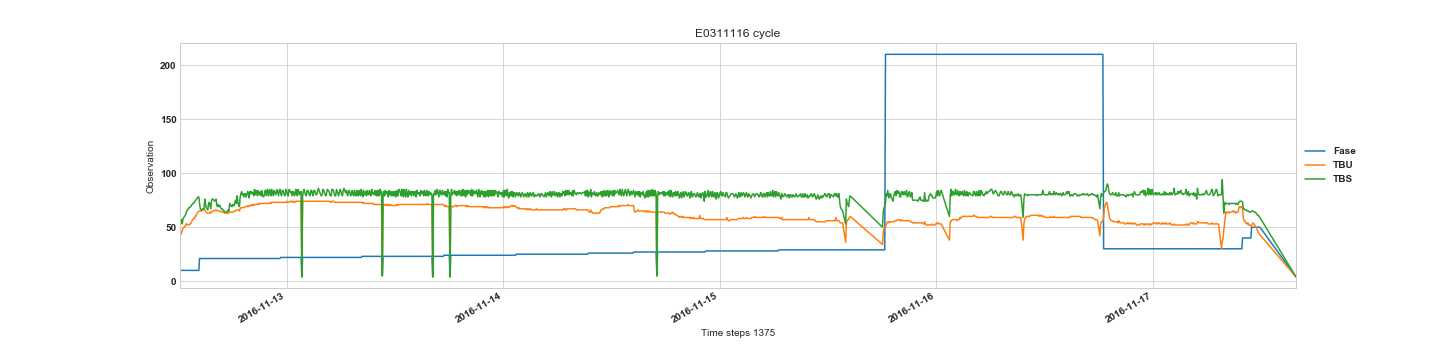 E0311116 cycle
Observation
200
150
100
50
0
2016-11-13
2016-11-14
2016-11-15
2016-11-16
2016-11-17
Time steps 1375
Fase
TBU
TBS